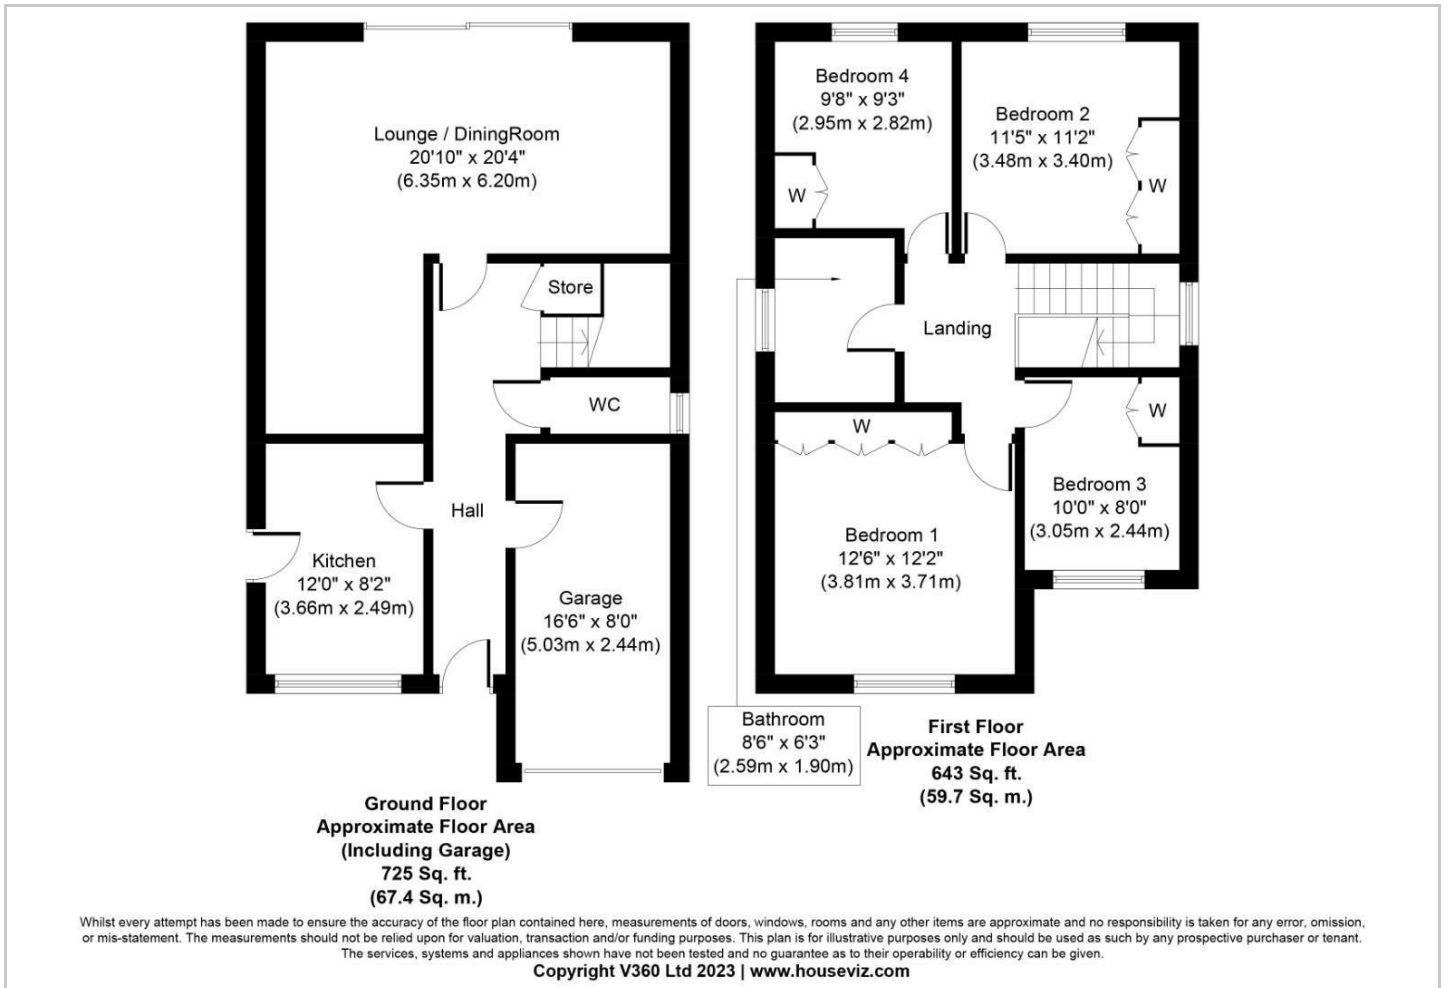 Lounge / DiningRoom
20'10" x 20'4"
(6.35m x 6.20m)
Store
WC
Hall
Kitchen
12'0" x 8'2"
(3.66m x 2.49m)
Garage
16'6" x 8'0"
(5.03m x 2.44m)
Ground Floor
Approximate Floor Area
(Including Garage)
725 Sq. ft.
(67.4 Sq. m.)
Bedroom 4
9'8" x 9'3"
(2.95m x 2.82m)
W
Bedroom 2
11'5" x 11'2"
(3.48m x 3.40m)
W
Landing
W
W
Bedroom 3
10'0" x 8'0"
(3.05m x 2.44m)
Bedroom 1
12'6" x 12'2"
(3.81m x 3.71m)
Bathroom
8'6" x 6'3"
(2.59m x 1.90m)
First Floor
Approximate Floor Area
643 Sq. ft.
(59.7 Sq. m.)
Whilst every attempt has been made to ensure the accuracy of the floor plan contained here, measurements of doors, windows, rooms and any other items are approximate and no responsibility is taken for any error, omission,
or mis-statement. The measurements should not be relied upon for valuation, transaction and/or funding purposes. This plan is for illustrative purposes only and should be used as such by any prospective purchaser or tenant.
The services, systems and appliances shown have not been tested and no guarantee as to their operability or efficiency can be given.
Copyright V360 Ltd 2023 | www.houseviz.com